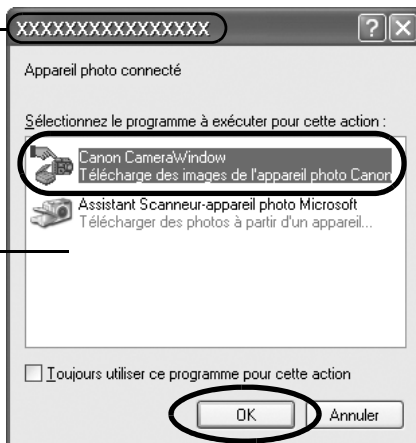 XXXXXXXXXXXXXXXX
Appareil photo connecté
Sélectionnez le programme à exécuter pour cette action :
Canon CameraWindow
Télécharge des images de l'appareil photo Canon
Assistant Scanneur-appareil photo Microsoft
Télécharger des photos à partir d'un appareil...
Toujours utiliser ce programme pour cette action
OK Annuler